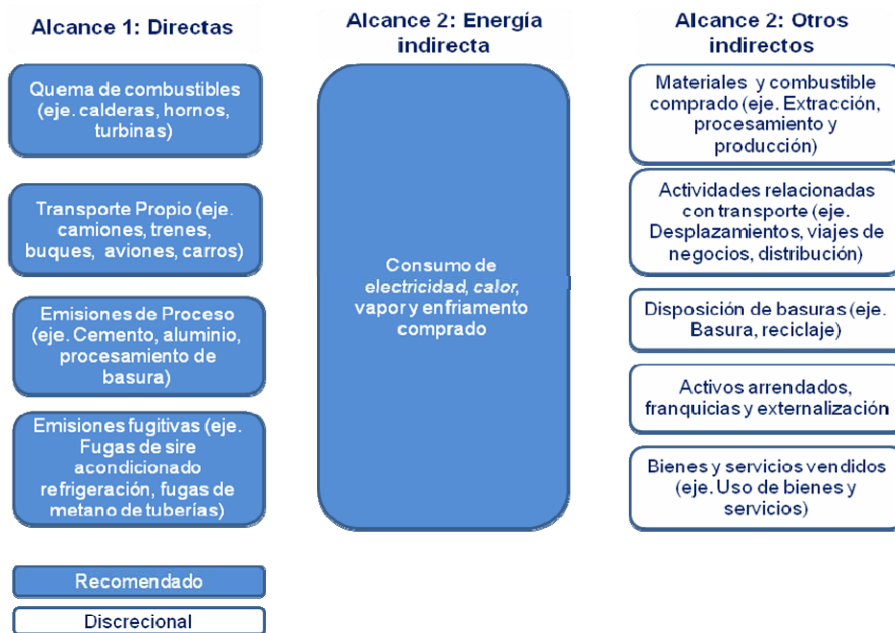 Alcance 1: Directas
Quema de combustibles
(eje. calderas, hornos,
turbinas)
Transporte Propio (eje.
camiones, trenes,
buques, aviones, carros)
Emisiones de Proceso
(eje. Cemento, aluminio,
procesamiento de
basura)
Emisiones fugitivas (eje.
Fugas de sire
acondicionado
refrigeración, fugas de
metano de tuberías)
Alcance 2: Energía
indirecta
Consumo de
electricidad, calor,
vapor y enfriamento
comprado
Alcance 2: Otros
indirectos
Materiales y combustible
comprado (eje. Extracción,
procesamiento y
producción)
Actividades relacionadas
con transporte (eje.
Desplazamientos, viajes de
negocios, distribución)
Disposición de basuras (eje.
Basura, reciclaje)
Activos arrendados,
franquicias y externalización
Bienes y servicios vendidos
(eje. Uso de bienes y
servicios)
Recomendado
Discrecional